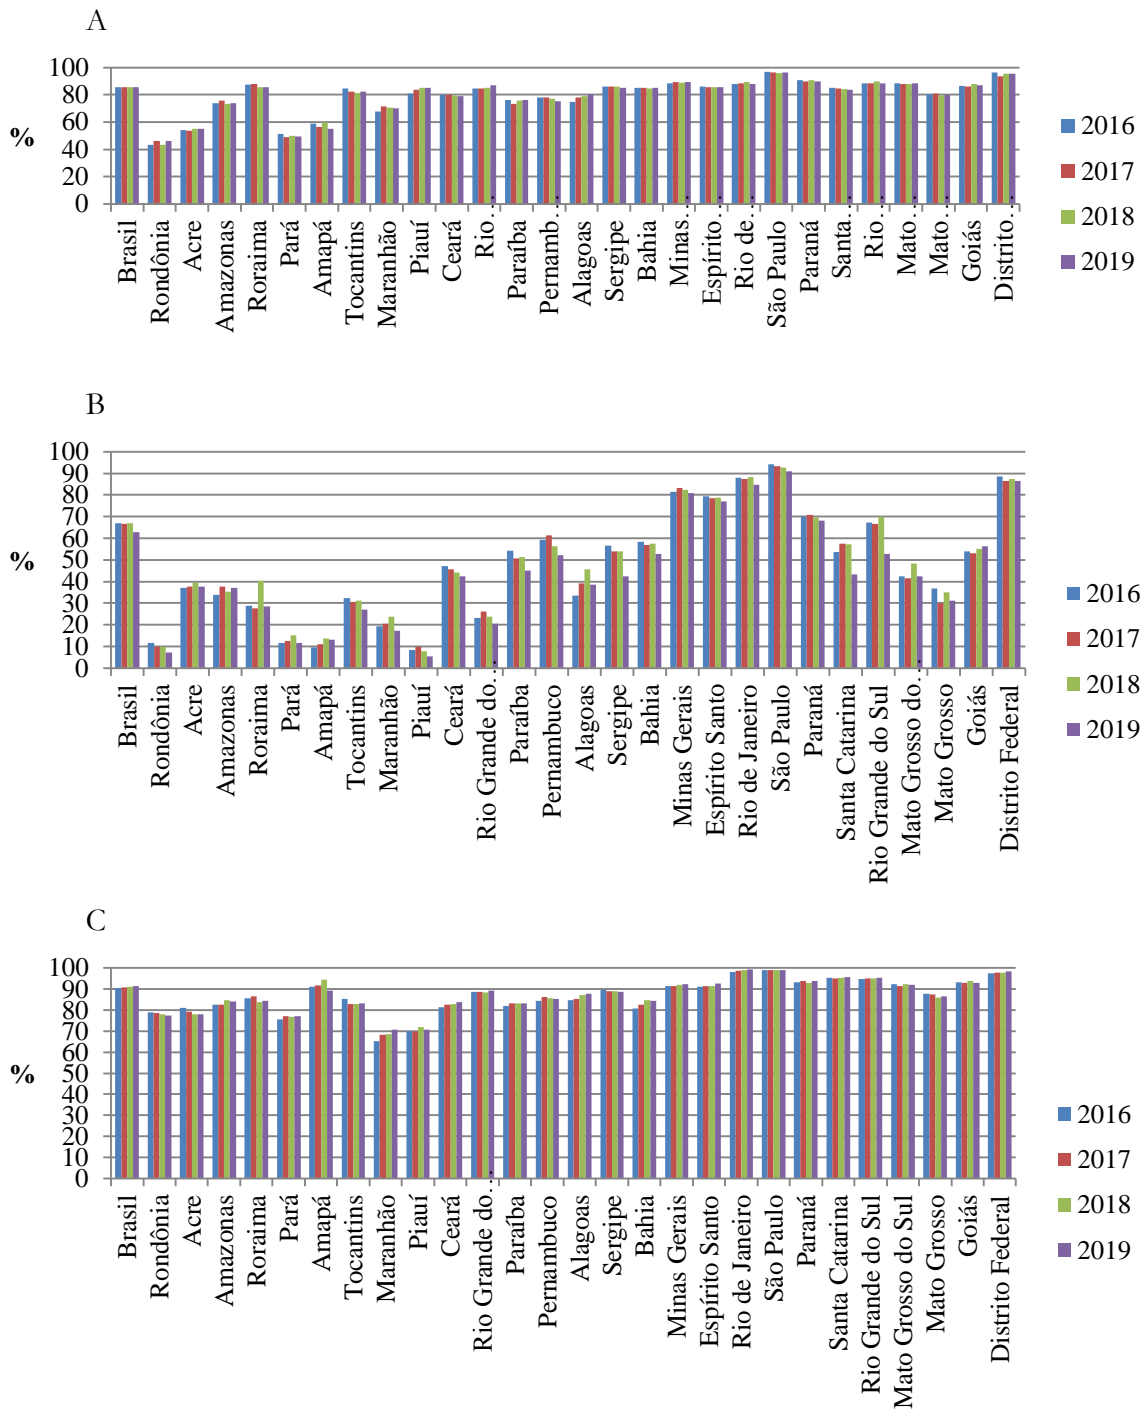 A
100
80
60
40
20
0
%
Brasil
Rondônia
Acre
Amazonas
Roraima
Pará
Amapá
Tocantins
Maranhão
Piauí
Ceará
Rio…
Paraíba
Pernamb…
Alagoas
Sergipe
Bahia
Minas…
Espírito…
Rio de…
São Paulo
Paraná
Santa…
Rio…
Mato…
Mato…
Goiás
Distrito…
2016
2017
2018
2019
B
100
90
80
70
60
50
40
30
20
10
0
%
Brasil
Rondônia
Acre
Amazonas
Roraima
Pará
Amapá
Tocantins
Maranhão
Piauí
Ceará
Rio Grande do…
Paraíba
Pernambuco
Alagoas
Sergipe
Bahia
Minas Gerais
Espírito Santo
Rio de Janeiro
São Paulo
Paraná
Santa Catarina
Rio Grande do Sul
Mato Grosso do…
Mato Grosso
Goiás
Distrito Federal
2016
2017
2018
2019
C
100
90
80
70
60
50
40
30
20
10
0
%
Brasil
Rondônia
Acre
Amazonas
Roraima
Pará
Amapá
Tocantins
Maranhão
Piauí
Ceará
Rio Grande do…
Paraíba
Pernambuco
Alagoas
Sergipe
Bahia
Minas Gerais
Espírito Santo
Rio de Janeiro
São Paulo
Paraná
Santa Catarina
Rio Grande do Sul
Mato Grosso do Sul
Mato Grosso
Goiás
Distrito Federal
2016
2017
2018
2019